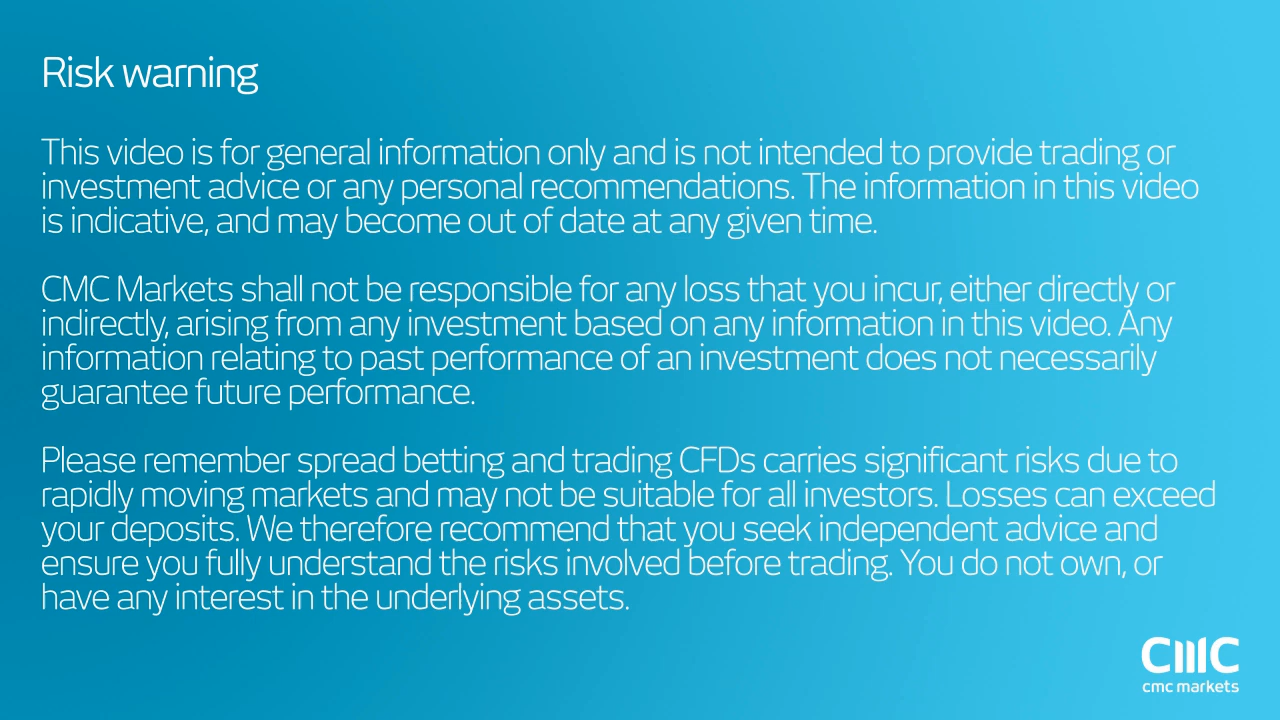 Risk warning
This video is for general information only and is not intended to provide trading or
investment advice or any personal recommendations. The information in this video
is indicative, and may become out of date at any given time.
CMC Markets shall not be responsible for any loss that you incur, either directly or
indirectly, arising from any investment based on any information in this video. Any
information relating to past performance of an investment does not necessarily
guarantee future performance.
Please remember spread betting and trading CFDs carries significant risks due to
rapidly moving markets and may not be suitable for all investors. Losses can exceed
your deposits. We therefore recommend that you seek independent advice and
ensure you fully understand the risks involved before trading. You do not own, or
have any interest in the underlying assets.
CMC
cmc markets